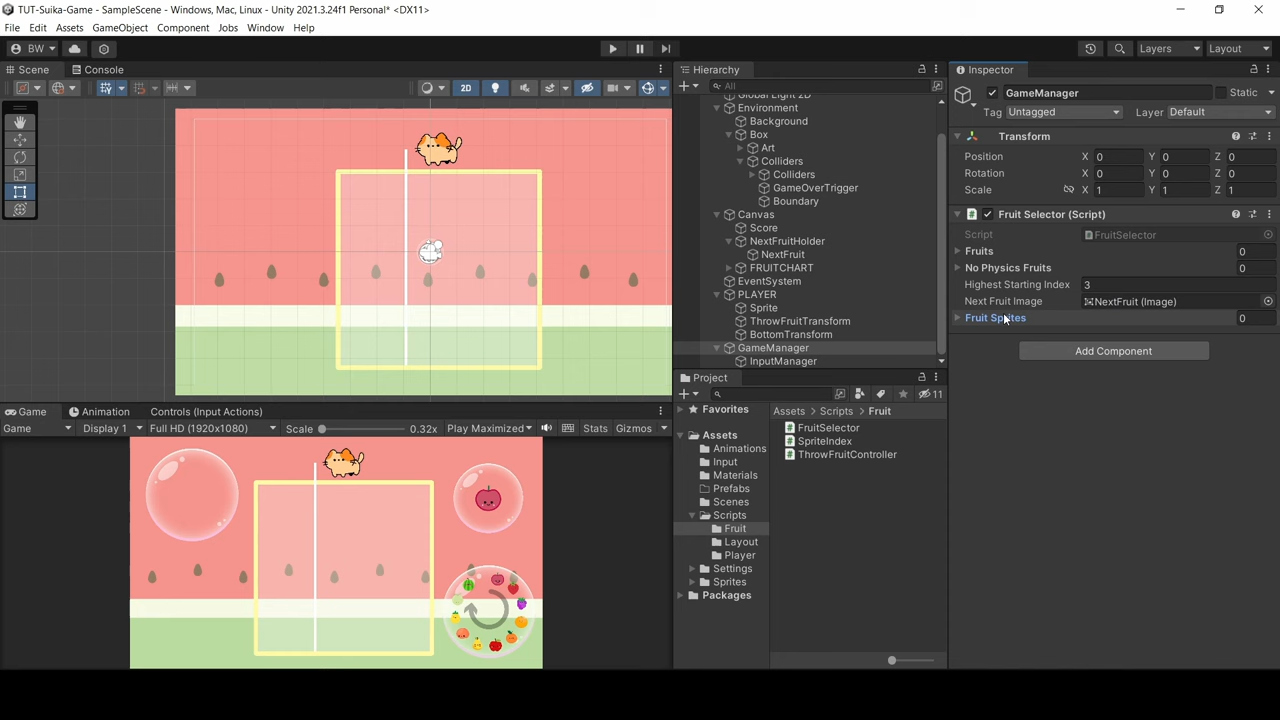 TUT-Suika-Game - SampleScene - Windows, Mac, Linux - Unity 2021.3.24f1 Personal* <DX11>
File Edit Assets GameObject Component Jobs Window Help
BW
Layers
Layout
Scene
Console
2D
Game
Animation
Controls (Input Actions)
Game
Display 1
Full HD (1920x1080)
Scale
0.32x
Play Maximized
Stats
Gizmos
Hierarchy
All
Global Light 2D
Environment
Background
Box
Art
Colliders
Colliders
GameOverTrigger
Boundary
Canvas
Score
NextFruitHolder
NextFruit
FRUITCHART
EventSystem
PLAYER
Sprite
ThrowFruitTransform
BottomTransform
GameManager
InputManager
Project
11
Favorites
Assets
Animations
Input
Materials
Prefabs
Scenes
Scripts
Fruit
Layout
Player
Settings
Sprites
Packages
Assets > Scripts > Fruit
FruitSelector
SpriteIndex
ThrowFruitController
Inspector
GameManager
Static
Tag Untagged
Layer Default
Transform
Position X 0 Y 0 Z 0
Rotation X 0 Y 0 Z 0
Scale X 1 Y 1 Z 1
Fruit Selector (Script)
Script FruitSelector
Fruits 0
No Physics Fruits 0
Highest Starting Index 3
Next Fruit Image NextFruit (Image)
Fruit Sprites 0
Add Component